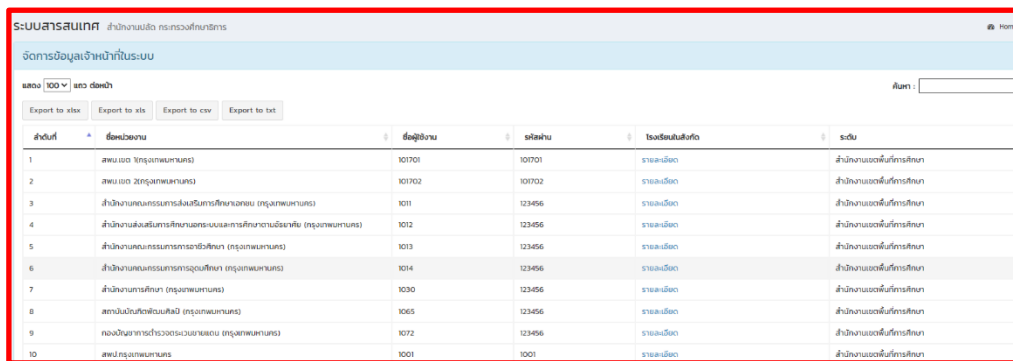 ระบบสารสนเทศ สำนักงานปลัด กระทรวงศึกษาธิการ Hom
จัดการข้อมูลเจ้าหน้าที่ในระบบ
แสดง 100 แถว ต่อหน้า ค้นหา :
Export to xlsx Export to xls Export to csv Export to txt
ลำดับที่ ชื่อหน่วยงาน ชื่อผู้ใช้งาน รหัสผ่าน โรงเรียนในสังกัด ระดับ
1 สพม.เขต 1(กรุงเทพมหานคร) 101701 101701 รายละเอียด สำนักงานเขตพื้นที่การศึกษา
2 สพม.เขต 2(กรุงเทพมหานคร) 101702 101702 รายละเอียด สำนักงานเขตพื้นที่การศึกษา
3 สำนักงานคณะกรรมการส่งเสริมการศึกษาเอกชน (กรุงเทพมหานคร) 1011 123456 รายละเอียด สำนักงานเขตพื้นที่การศึกษา
4 สำนักงานส่งเสริมการศึกษานอกระบบและการศึกษาตามอัธยาศัย (กรุงเทพมหานคร) 1012 123456 รายละเอียด สำนักงานเขตพื้นที่การศึกษา
5 สำนักงานคณะกรรมการการอาชีวศึกษา (กรุงเทพมหานคร) 1013 123456 รายละเอียด สำนักงานเขตพื้นที่การศึกษา
6 สำนักงานคณะกรรมการการอุดมศึกษา (กรุงเทพมหานคร) 1014 123456 รายละเอียด สำนักงานเขตพื้นที่การศึกษา
7 สำนักงานการศึกษา (กรุงเทพมหานคร) 1030 123456 รายละเอียด สำนักงานเขตพื้นที่การศึกษา
8 สถาบันบัณฑิตพัฒนศิลป์ (กรุงเทพมหานคร) 1065 123456 รายละเอียด สำนักงานเขตพื้นที่การศึกษา
9 กองบัญชาการตำรวจตระเวนชายแดน (กรุงเทพมหานคร) 1072 123456 รายละเอียด สำนักงานเขตพื้นที่การศึกษา
10 สพป.กรุงเทพมหานคร 1001 1001 รายละเอียด สำนักงานเขตพื้นที่การศึกษา